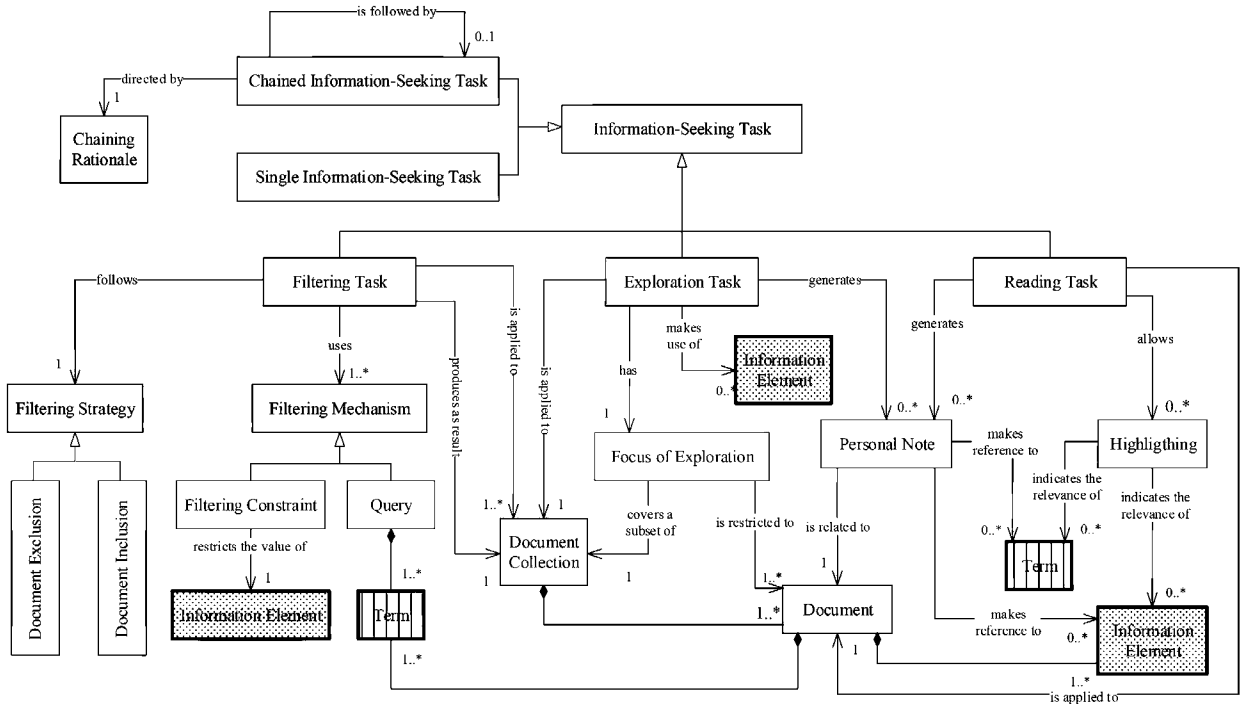 is followed by
0..1
directed by
Chained Information-Seeking Task
1
Chaining
Rationale
Information-Seeking Task
Single Information-Seeking Task
follows
Filtering Task
Exploration Task
generates
Reading Task
uses
is applied to
makes
use of
generates
allows
produces as result
is applied to
has
Information
Element
0..*
1
1..*
1
0..*
0..*
0..*
Filtering Strategy
Filtering Mechanism
Focus of Exploration
Personal Note
makes
reference to
Highligthing
Document Exclusion
Document Inclusion
Filtering Constraint
Query
1..*
1
covers a
subset of
is restricted to
is related to
indicates the
relevance of
indicates the
relevance of
restricts the value of
Document
Collection
0..*
0..*
Term
1
1..*
1
1
1..*
1
0..*
Information Element
Term
1..*
Document
makes
reference to
0..*
Information
Element
1..*
1
1..*
is applied to